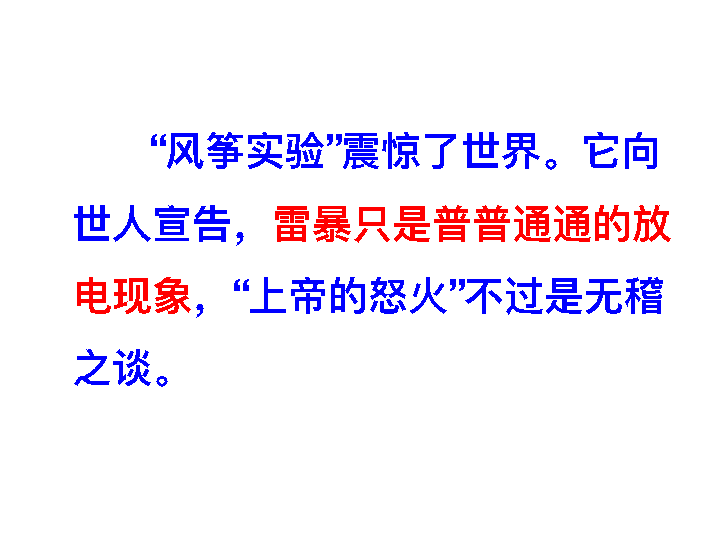 “风筝实验”震惊了世界。它向
世人宣告，雷暴只是普普通通的放
电现象，“上帝的怒火”不过是无稽
之谈。